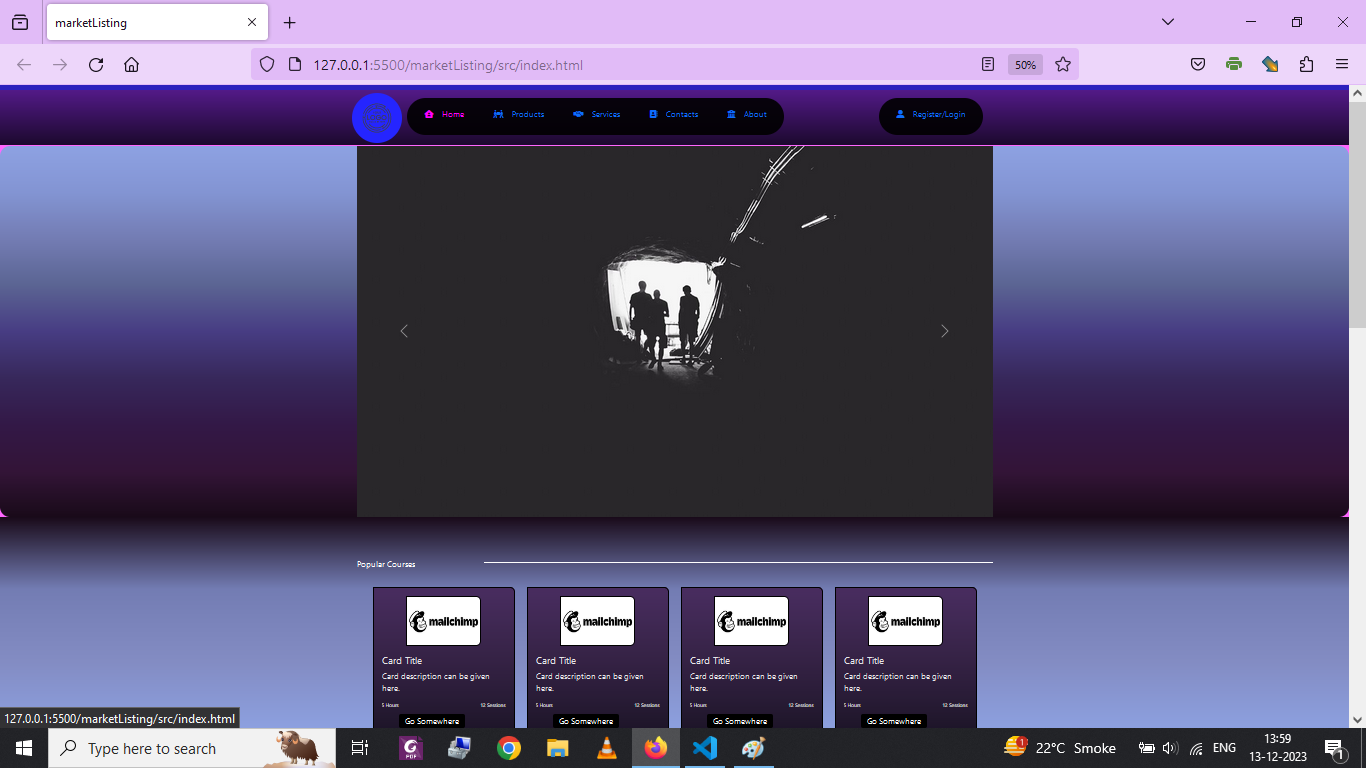 marketListing
127.0.0.1:5500/marketListing/src/index.html
50%
Home Products Services Contacts About Register/Login
Popular Courses
mailchimp mailchimp mailchimp mailchimp
Card Title Card Title Card Title Card Title
Card description can be given Card description can be given Card description can be given Card description can be given
here. here. here. here.
5 Hours 12 Sessions 5 Hours 12 Sessions 5 Hours 12 Sessions 5 Hours 12 Sessions
Go Somewhere Go Somewhere Go Somewhere Go Somewhere
127.0.0.1:5500/marketListing/src/index.html
Type here to search
PDF
1
22°C Smoke
ENG
13:59
13-12-2023
1